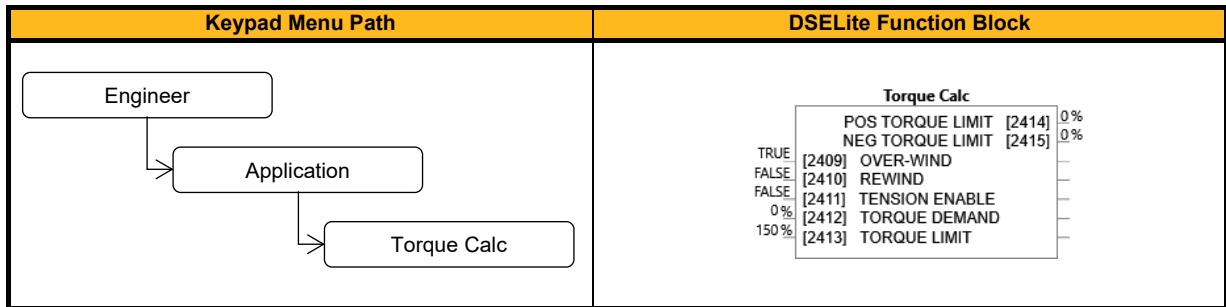 Keypad Menu Path
DSELite Function Block
Engineer
Application
Torque Calc
Torque Calc
POS TORQUE LIMIT [2414] 0 %
NEG TORQUE LIMIT [2415] 0 %
TRUE [2409] OVER-WIND
FALSE [2410] REWIND
FALSE [2411] TENSION ENABLE
0 % [2412] TORQUE DEMAND
150 % [2413] TORQUE LIMIT